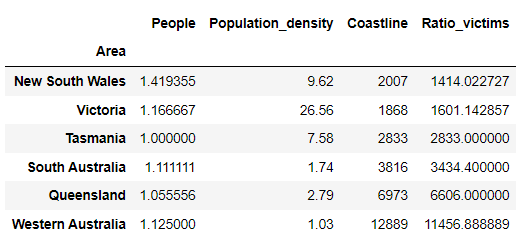 People Population_density Coastline Ratio_victims
Area
New South Wales 1.419355 9.62 2007 1414.022727
Victoria 1.166667 26.56 1868 1601.142857
Tasmania 1.000000 7.58 2833 2833.000000
South Australia 1.111111 1.74 3816 3434.400000
Queensland 1.055556 2.79 6973 6606.000000
Western Australia 1.125000 1.03 12889 11456.888889